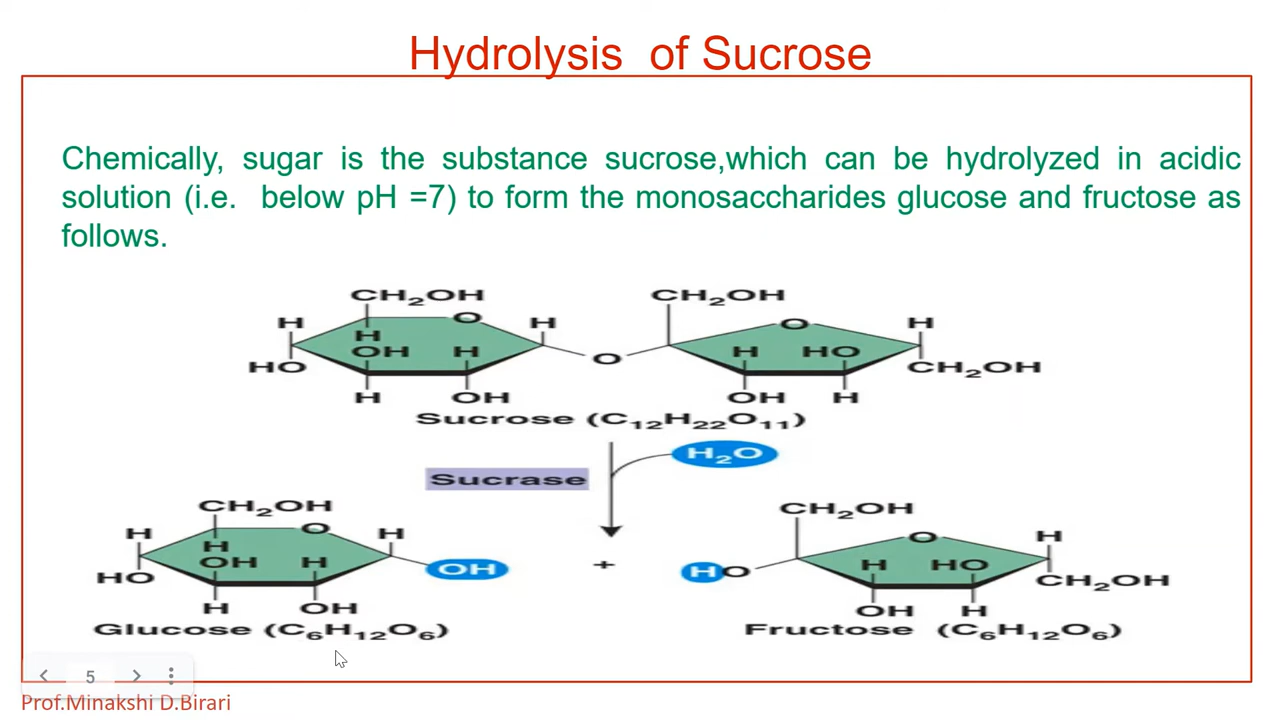 Hydrolysis of Sucrose
Chemically, sugar is the substance sucrose,which can be hydrolyzed in acidic
solution (i.e. below pH =7) to form the monosaccharides glucose and fructose as
follows.
CH₂OH CH₂OH
H O H O H
H
OH H H HO
HO O CH₂OH
H OH OH H
Sucrose (C₁₂H₂₂O₁₁)
H₂O
Sucrase
CH₂OH CH₂OH
H O H O H
H
OH H H HO
HO OH + HO CH₂OH
H OH OH H
Glucose (C₆H₁₂O₆) Fructose (C₆H₁₂O₆)
5
Prof.Minakshi D.Birari